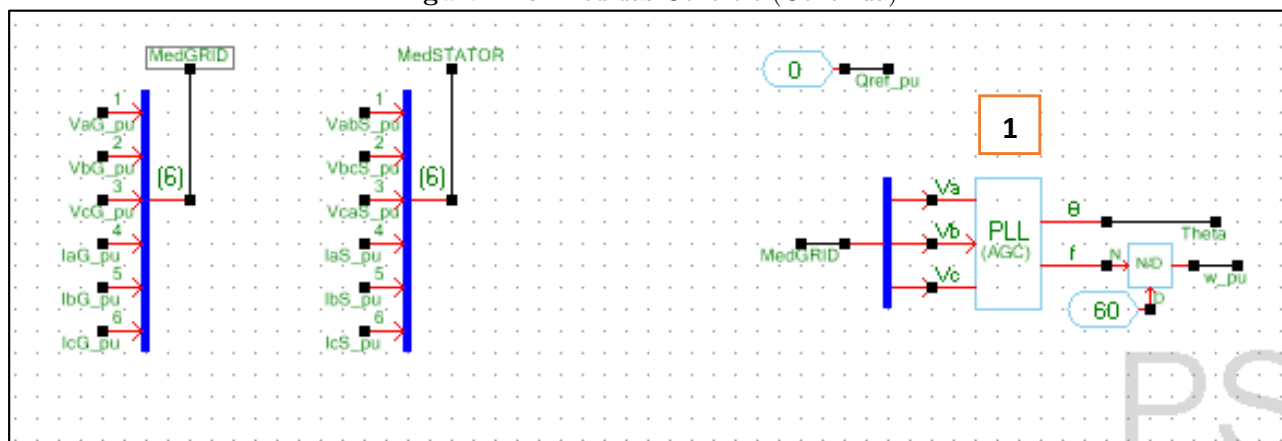 MedGRID
1
VaG_pu
2
VbG_pu
3
VcG_pu
(6)
4
IaG_pu
5
IbG_pu
6
IcG_pu
MedSTATOR
1
VabS_pu
2
VbcS_pu
3
VcaS_pu
(6)
4
IaS_pu
5
IbS_pu
6
IcS_pu
0
Qref_pu
1
MedGRID
Va
Vb
Vc
PLL
(AGC)
θ
Theta
f
N
N/D
D
w_pu
60
PS